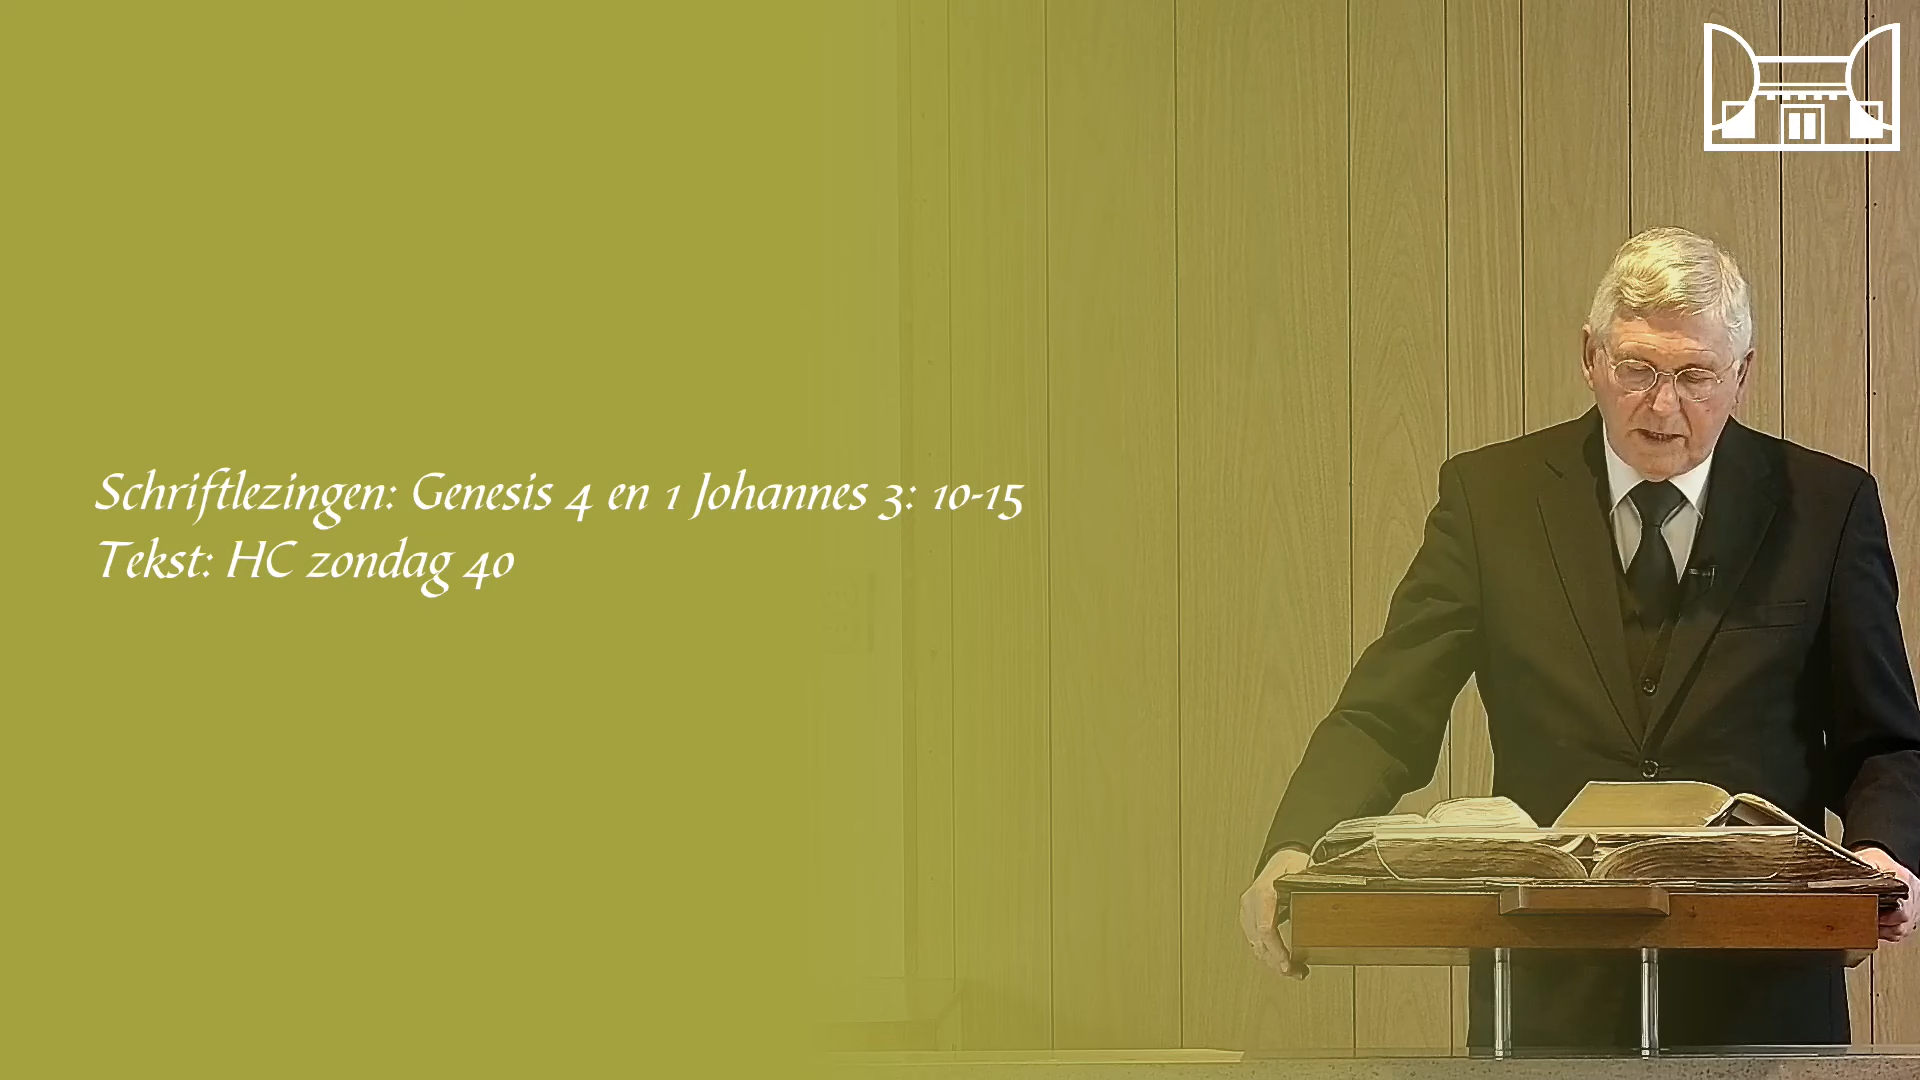 Schriftlezingen: Genesis 4 en 1 Johannes 3: 10-15
Tekst: HC zondag 40